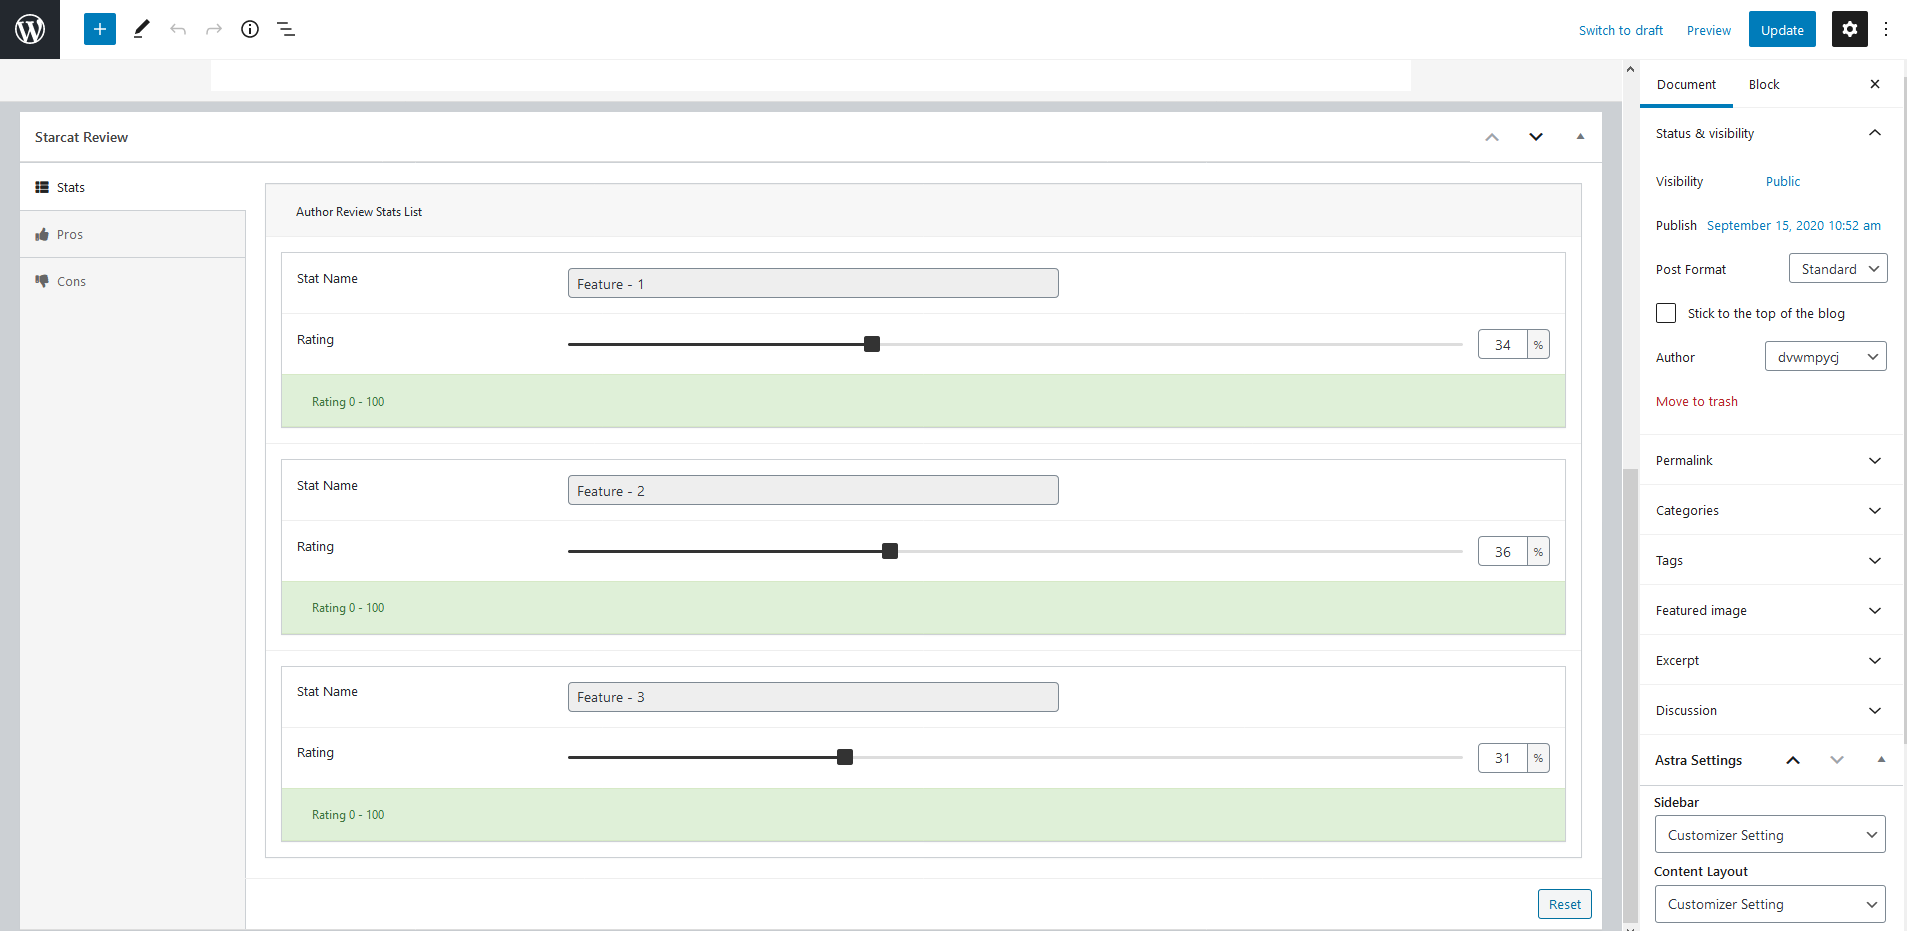 Switch to draft Preview Update
Starcat Review
Stats
Pros
Cons
Author Review Stats List
Stat Name Feature - 1
Rating 34 %
Rating 0 - 100
Stat Name Feature - 2
Rating 36 %
Rating 0 - 100
Stat Name Feature - 3
Rating 31 %
Rating 0 - 100
Reset
Document Block
Status & visibility
Visibility Public
Publish September 15, 2020 10:52 am
Post Format Standard
Stick to the top of the blog
Author dvwmpycj
Move to trash
Permalink
Categories
Tags
Featured image
Excerpt
Discussion
Astra Settings
Sidebar
Customizer Setting
Content Layout
Customizer Setting